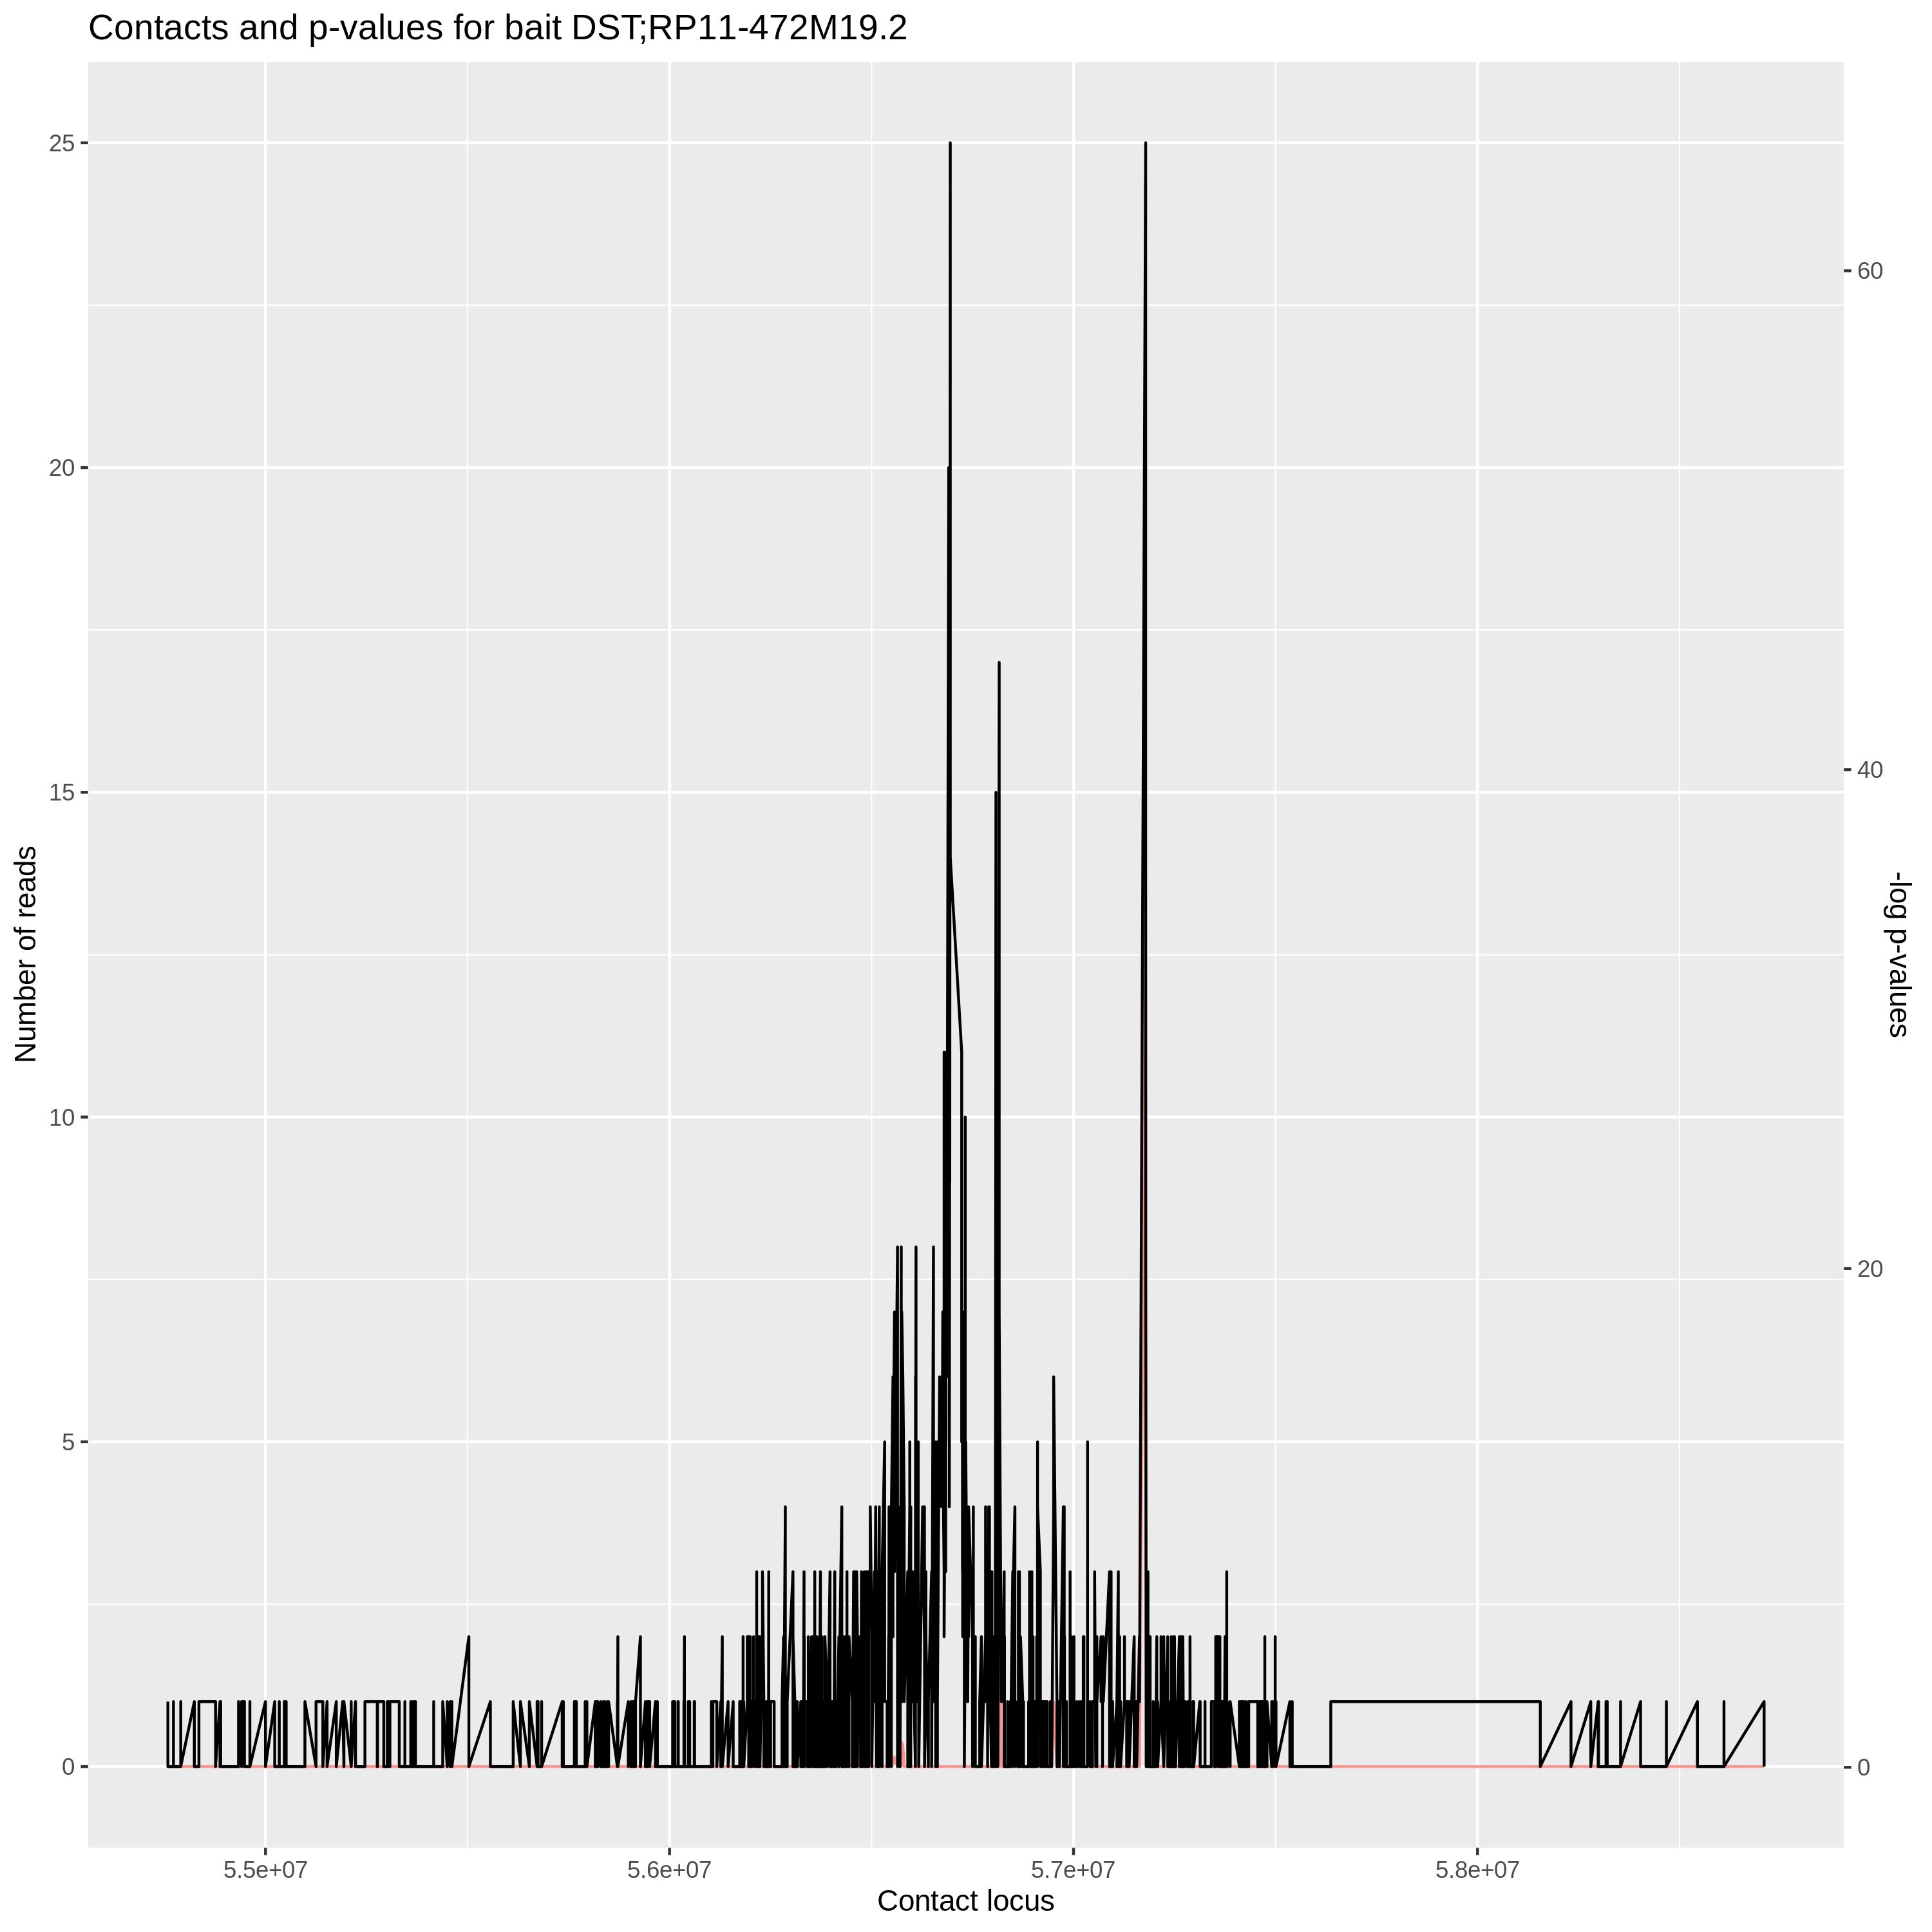 Contacts and p-values for bait DST;RP11-472M19.2
25
20
15
10
5
0
60
40
20
0
Number of reads
-log p-values
5.5e+07
5.6e+07
5.7e+07
5.8e+07
Contact locus